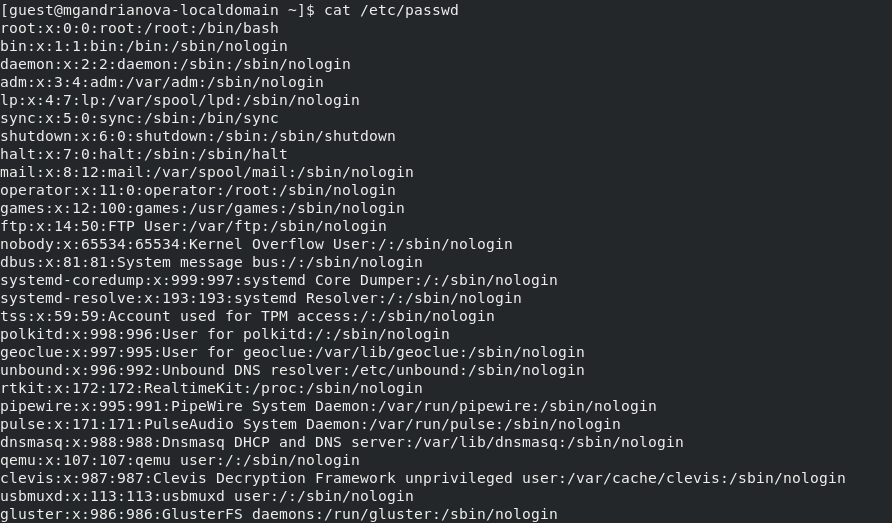 [guest@mgandrianova-localdomain ~]$ cat /etc/passwd
root:x:0:0:root:/root:/bin/bash
bin:x:1:1:bin:/bin:/sbin/nologin
daemon:x:2:2:daemon:/sbin:/sbin/nologin
adm:x:3:4:adm:/var/adm:/sbin/nologin
lp:x:4:7:lp:/var/spool/lpd:/sbin/nologin
sync:x:5:0:sync:/sbin:/bin/sync
shutdown:x:6:0:shutdown:/sbin:/sbin/shutdown
halt:x:7:0:halt:/sbin:/sbin/halt
mail:x:8:12:mail:/var/spool/mail:/sbin/nologin
operator:x:11:0:operator:/root:/sbin/nologin
games:x:12:100:games:/usr/games:/sbin/nologin
ftp:x:14:50:FTP User:/var/ftp:/sbin/nologin
nobody:x:65534:65534:Kernel Overflow User:/:/sbin/nologin
dbus:x:81:81:System message bus:/:/sbin/nologin
systemd-coredump:x:999:997:systemd Core Dumper:/:/sbin/nologin
systemd-resolve:x:193:193:systemd Resolver:/:/sbin/nologin
tss:x:59:59:Account used for TPM access:/:/sbin/nologin
polkitd:x:998:996:User for polkitd:/:/sbin/nologin
geoclue:x:997:995:User for geoclue:/var/lib/geoclue:/sbin/nologin
unbound:x:996:992:Unbound DNS resolver:/etc/unbound:/sbin/nologin
rtkit:x:172:172:RealtimeKit:/proc:/sbin/nologin
pipewire:x:995:991:PipeWire System Daemon:/var/run/pipewire:/sbin/nologin
pulse:x:171:171:PulseAudio System Daemon:/var/run/pulse:/sbin/nologin
dnsmasq:x:988:988:Dnsmasq DHCP and DNS server:/var/lib/dnsmasq:/sbin/nologin
qemu:x:107:107:qemu user:/:/sbin/nologin
clevis:x:987:987:Clevis Decryption Framework unprivileged user:/var/cache/clevis:/sbin/nologin
usbmuxd:x:113:113:usbmuxd user:/:/sbin/nologin
gluster:x:986:986:GlusterFS daemons:/run/gluster:/sbin/nologin